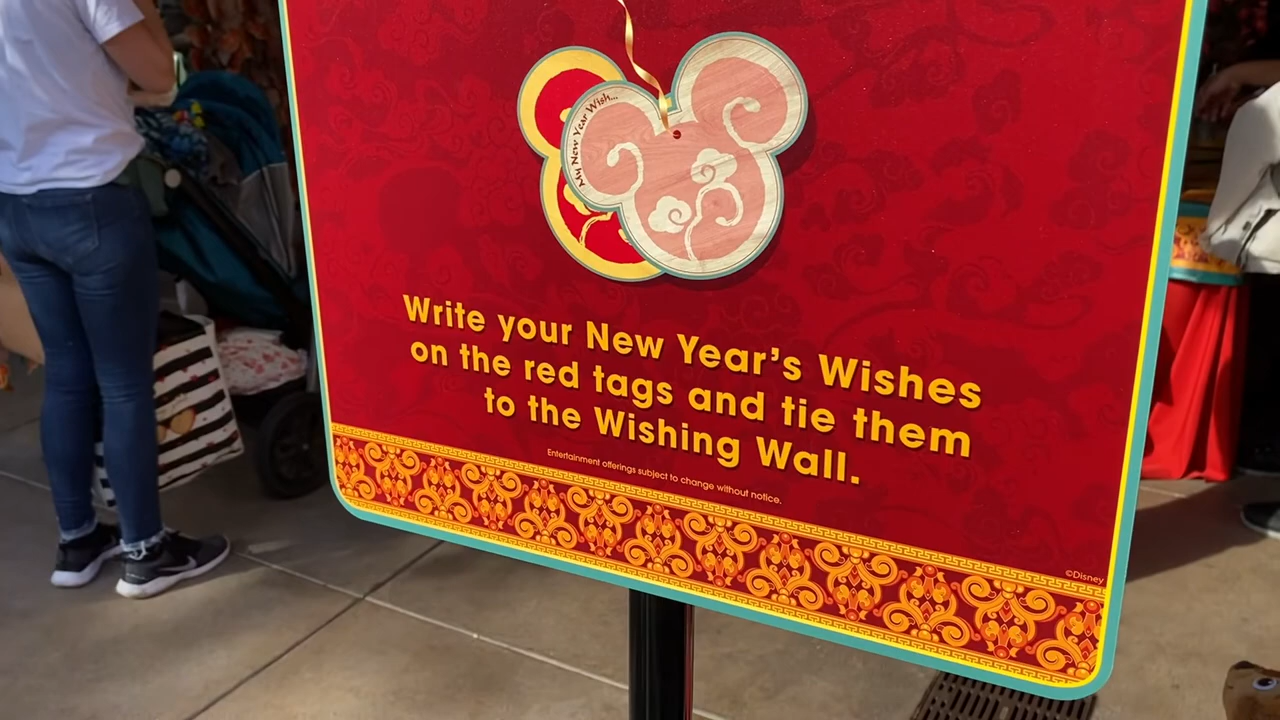 My New Year Wish...
Write your New Year's Wishes
on the red tags and tie them
to the Wishing Wall.
Entertainment offerings subject to change without notice.
©Disney